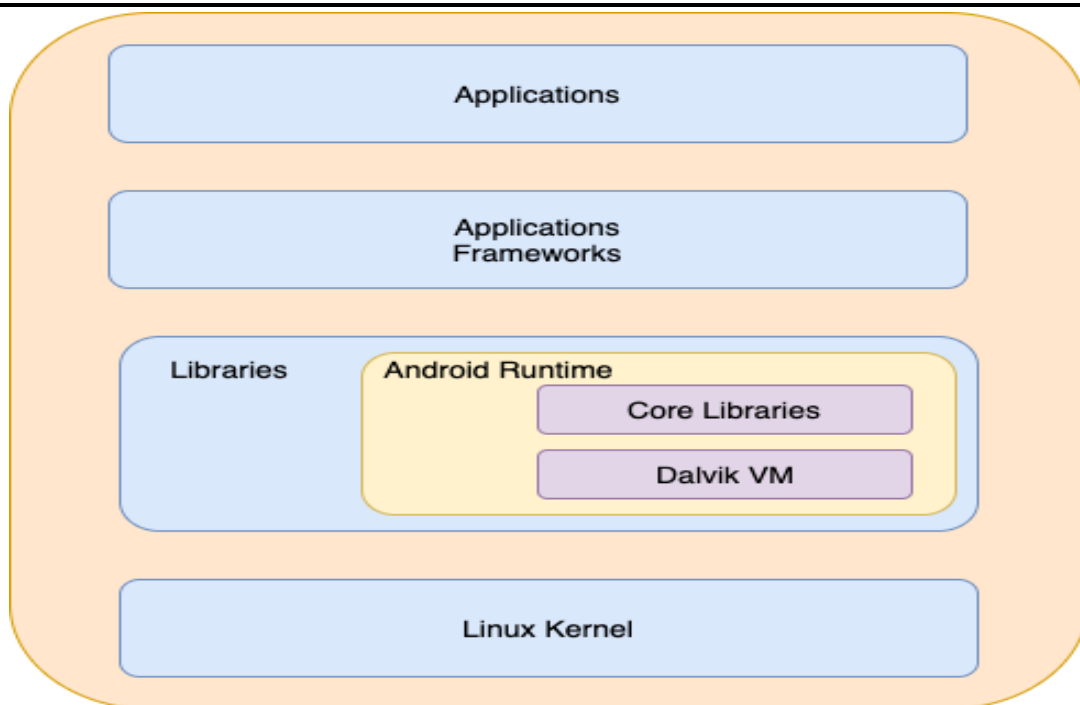 Applications
Applications
Frameworks
Libraries
Android Runtime
Core Libraries
Dalvik VM
Linux Kernel